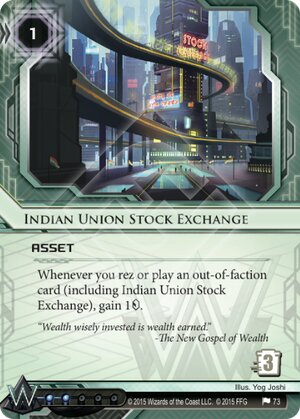 1
STOCK
INDIAN UNION STOCK EXCHANGE
ASSET
Whenever you rez or play an out-of-faction
card (including Indian Union Stock
Exchange), gain 1.
“Wealth wisely invested is wealth earned.”
-The New Gospel of Wealth
3
Illus. Yog Joshi
© 2015 Wizards of the Coast LLC. © 2015 FFG
73